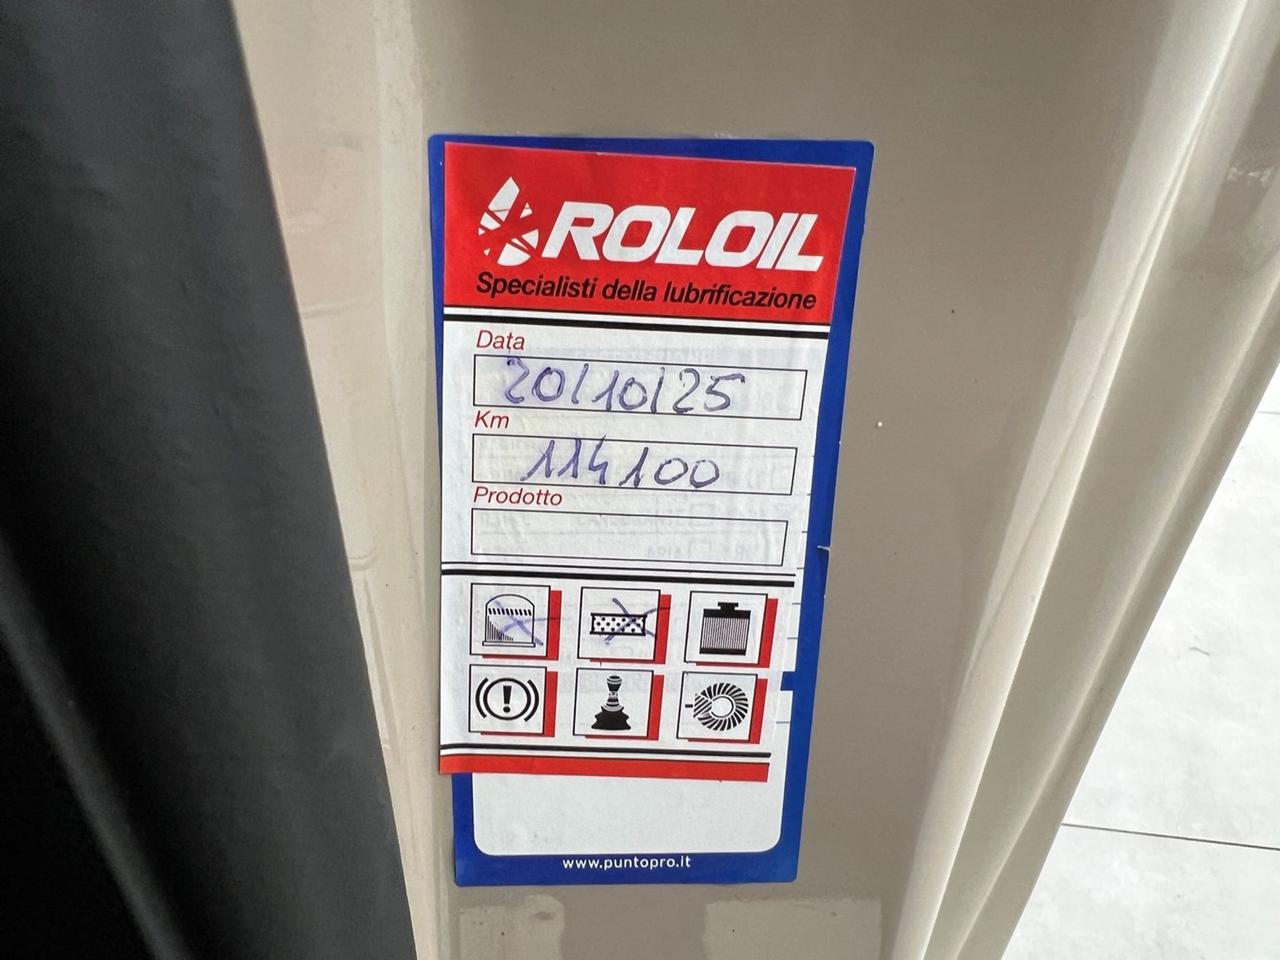 ROLOIL
Specialisti della lubrificazione
Data
20/10/25
Km
114100
Prodotto
www.puntopro.it